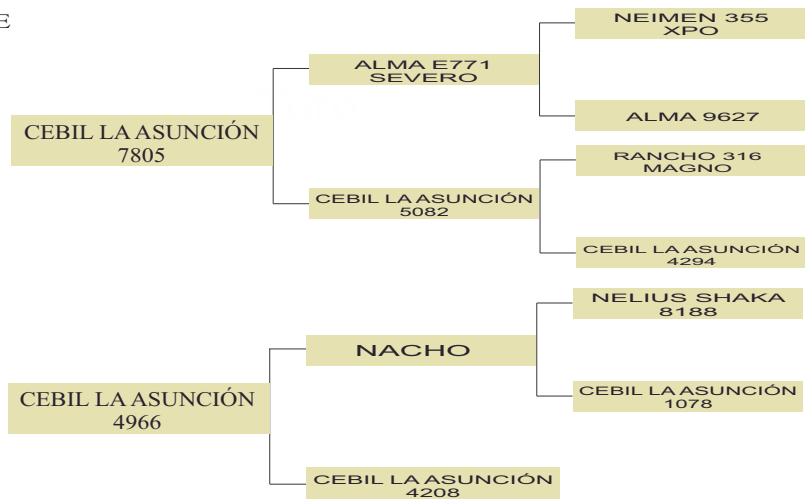 E
NEIMEN 355
XPO
ALMA E771
SEVERO
ALMA 9627
CEBIL LA ASUNCIÓN
7805
RANCHO 316
MAGNO
CEBIL LA ASUNCIÓN
5082
CEBIL LA ASUNCIÓN
4294
NELIUS SHAKA
8188
NACHO
CEBIL LA ASUNCIÓN
4966
CEBIL LA ASUNCIÓN
1078
CEBIL LA ASUNCIÓN
4208